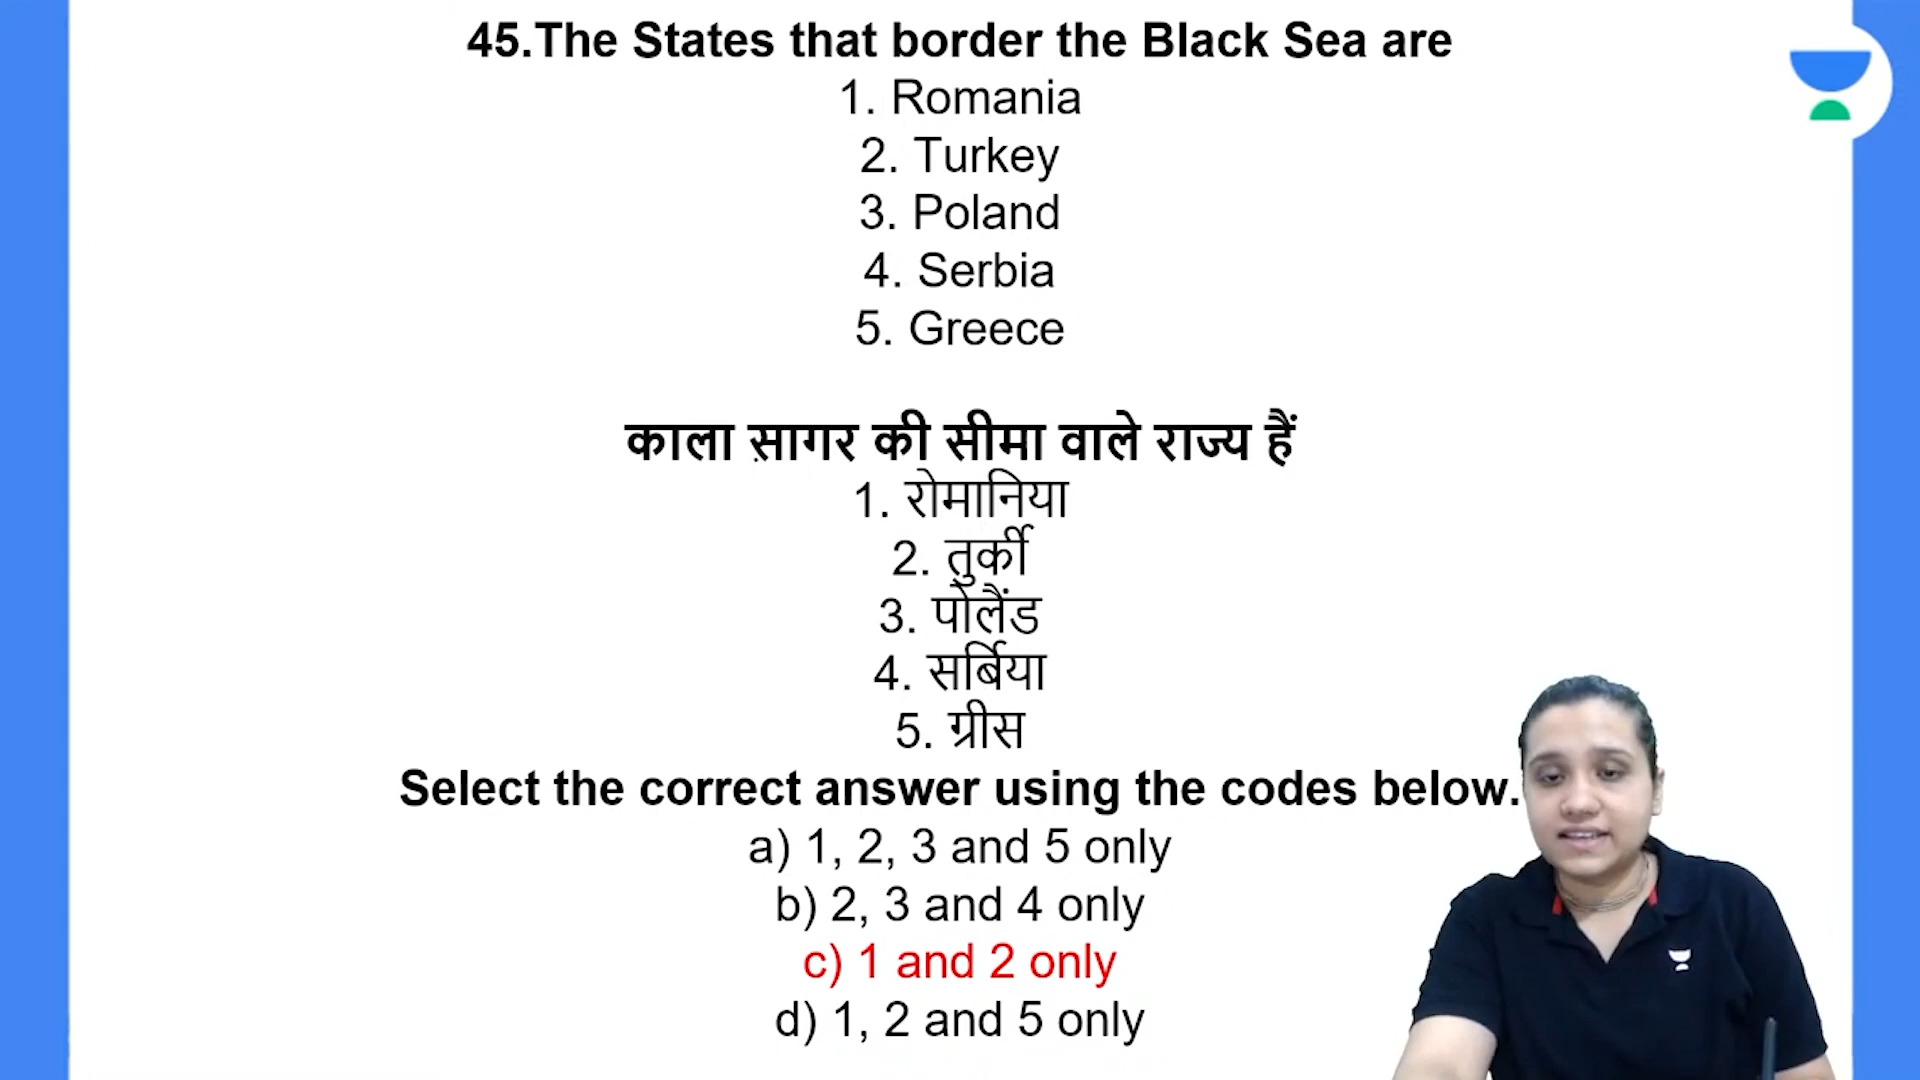 45.The States that border the Black Sea are
1. Romania
2. Turkey
3. Poland
4. Serbia
5. Greece
काला स़ागर की सीमा वाले राज्य हैं
1. रोमानिया
2. तुर्की
3. पोलैंड
4. सर्बिया
5. ग्रीस
Select the correct answer using the codes below.
a) 1, 2, 3 and 5 only
b) 2, 3 and 4 only
c) 1 and 2 only
d) 1, 2 and 5 only